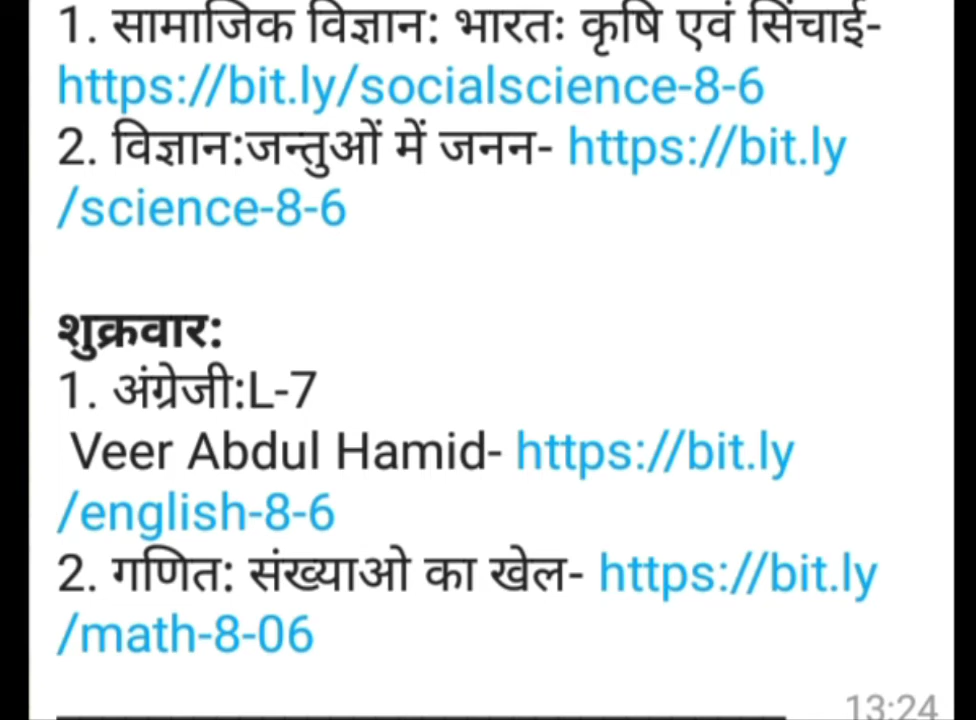 1. सामाजिक विज्ञान: भारतः कृषि एवं सिंचाई-
https://bit.ly/socialscience-8-6
2. विज्ञान:जन्तुओं में जनन- https://bit.ly
/science-8-6
शुक्रवार:
1. अंग्रेजी:L-7
Veer Abdul Hamid- https://bit.ly
/english-8-6
2. गणित: संख्याओ का खेल- https://bit.ly
/math-8-06
13:24